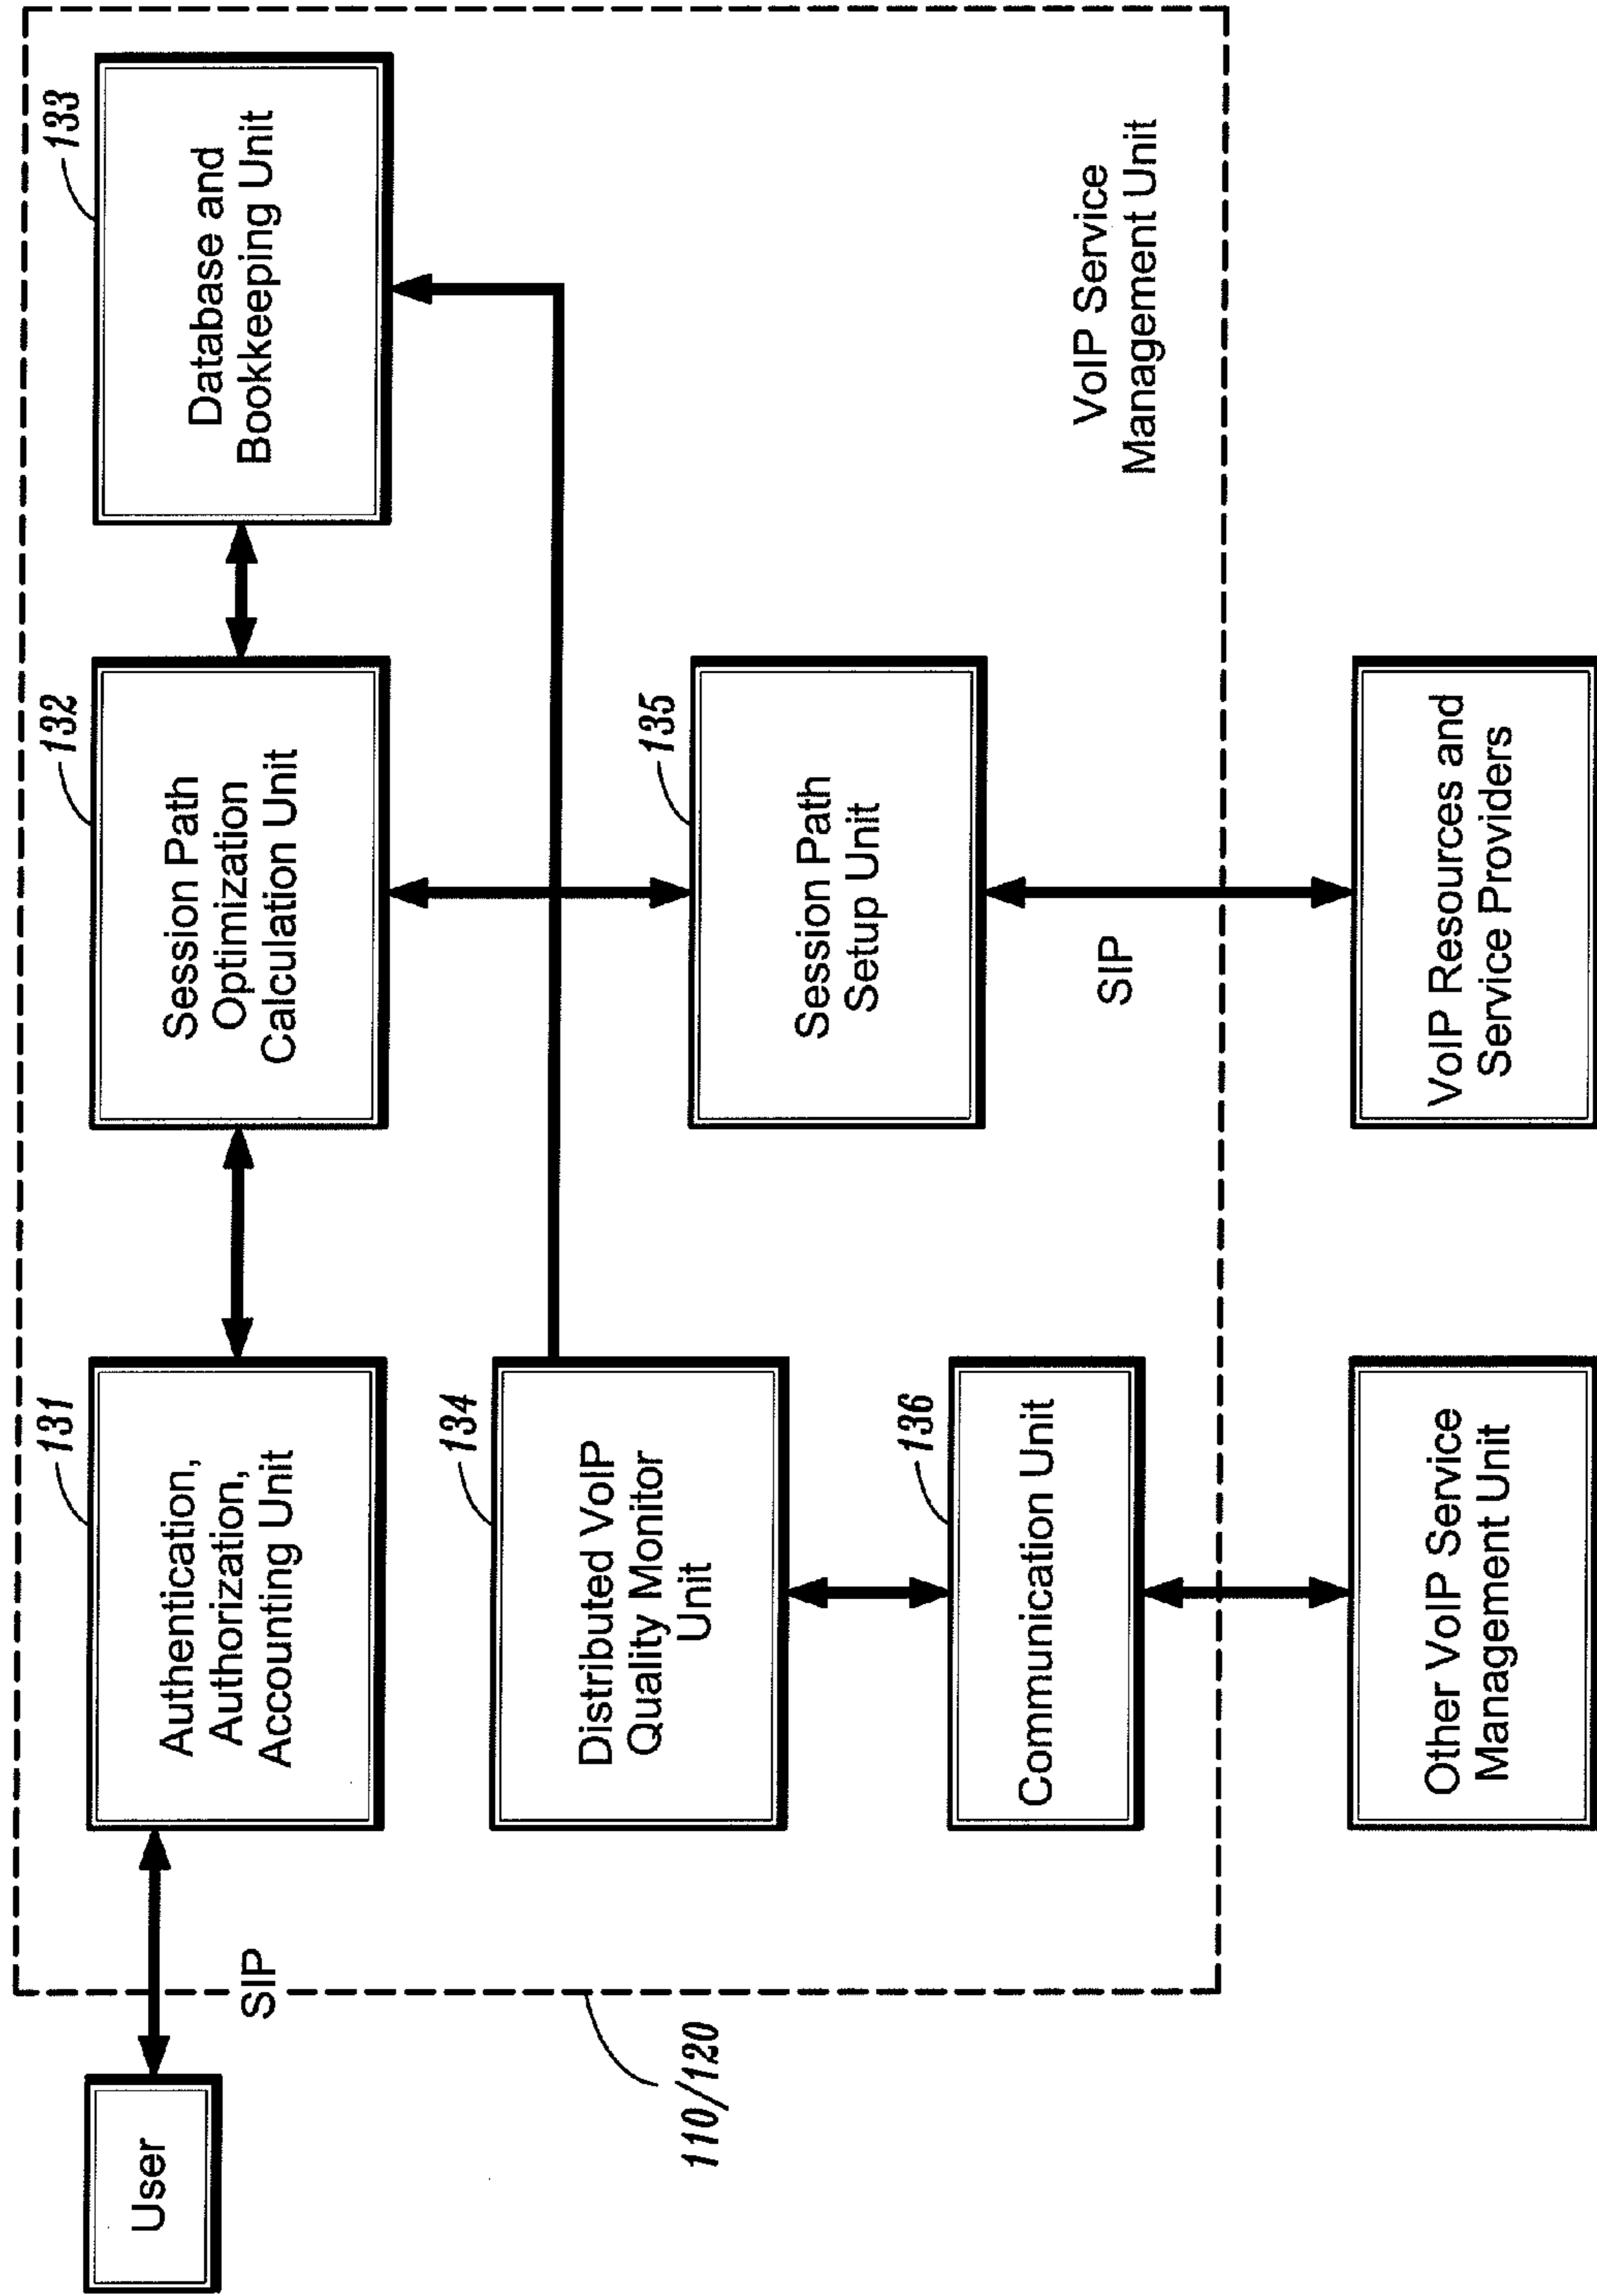 133
Database and
Bookkeeping Unit
132
Session Path
Optimization
Calculation Unit
131
Authentication,
Authorization,
Accounting Unit
User
SIP
134
Distributed VoIP
Quality Monitor
Unit
135
Session Path
Setup Unit
136
Communication Unit
SIP
VoIP Service
Management Unit
110/120
Other VoIP Service
Management Unit
VoIP Resources and
Service Providers